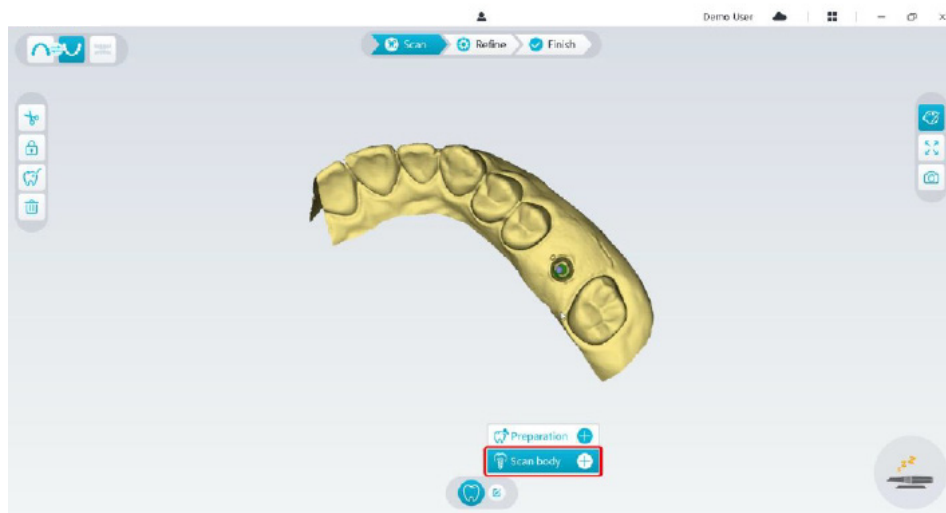 Demo User
Scan
Refine
Finish
Preparation
Scan body